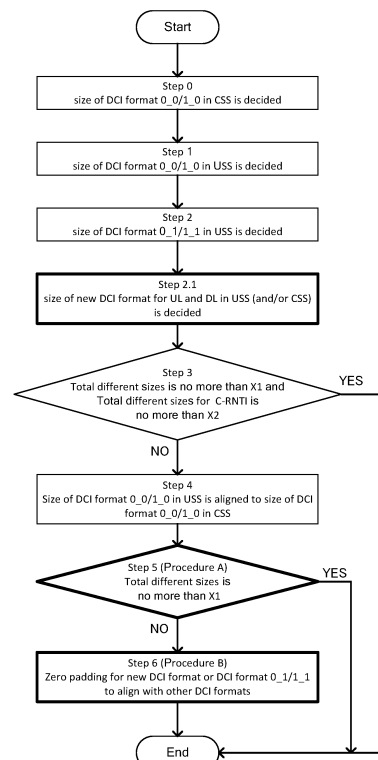 Start
Step 0
size of DCI format 0_0/1_0 in CSS is decided
Step 1
size of DCI format 0_0/1_0 in USS is decided
Step 2
size of DCI format 0_1/1_1 in USS is decided
Step 2.1
size of new DCI format for UL and DL in USS (and/or CSS)
is decided
Step 3
Total different sizes is no more than X1 and
Total different sizes for C-RNTI is
no more than X2
YES
NO
Step 4
Size of DCI format 0_0/1_0 in USS is aligned to size of DCI
format 0_0/1_0 in CSS
Step 5 (Procedure A)
Total different sizes is
no more than X1
YES
NO
Step 6 (Procedure B)
Zero padding for new DCI format or DCI format 0_1/1_1
to align with other DCI formats
End